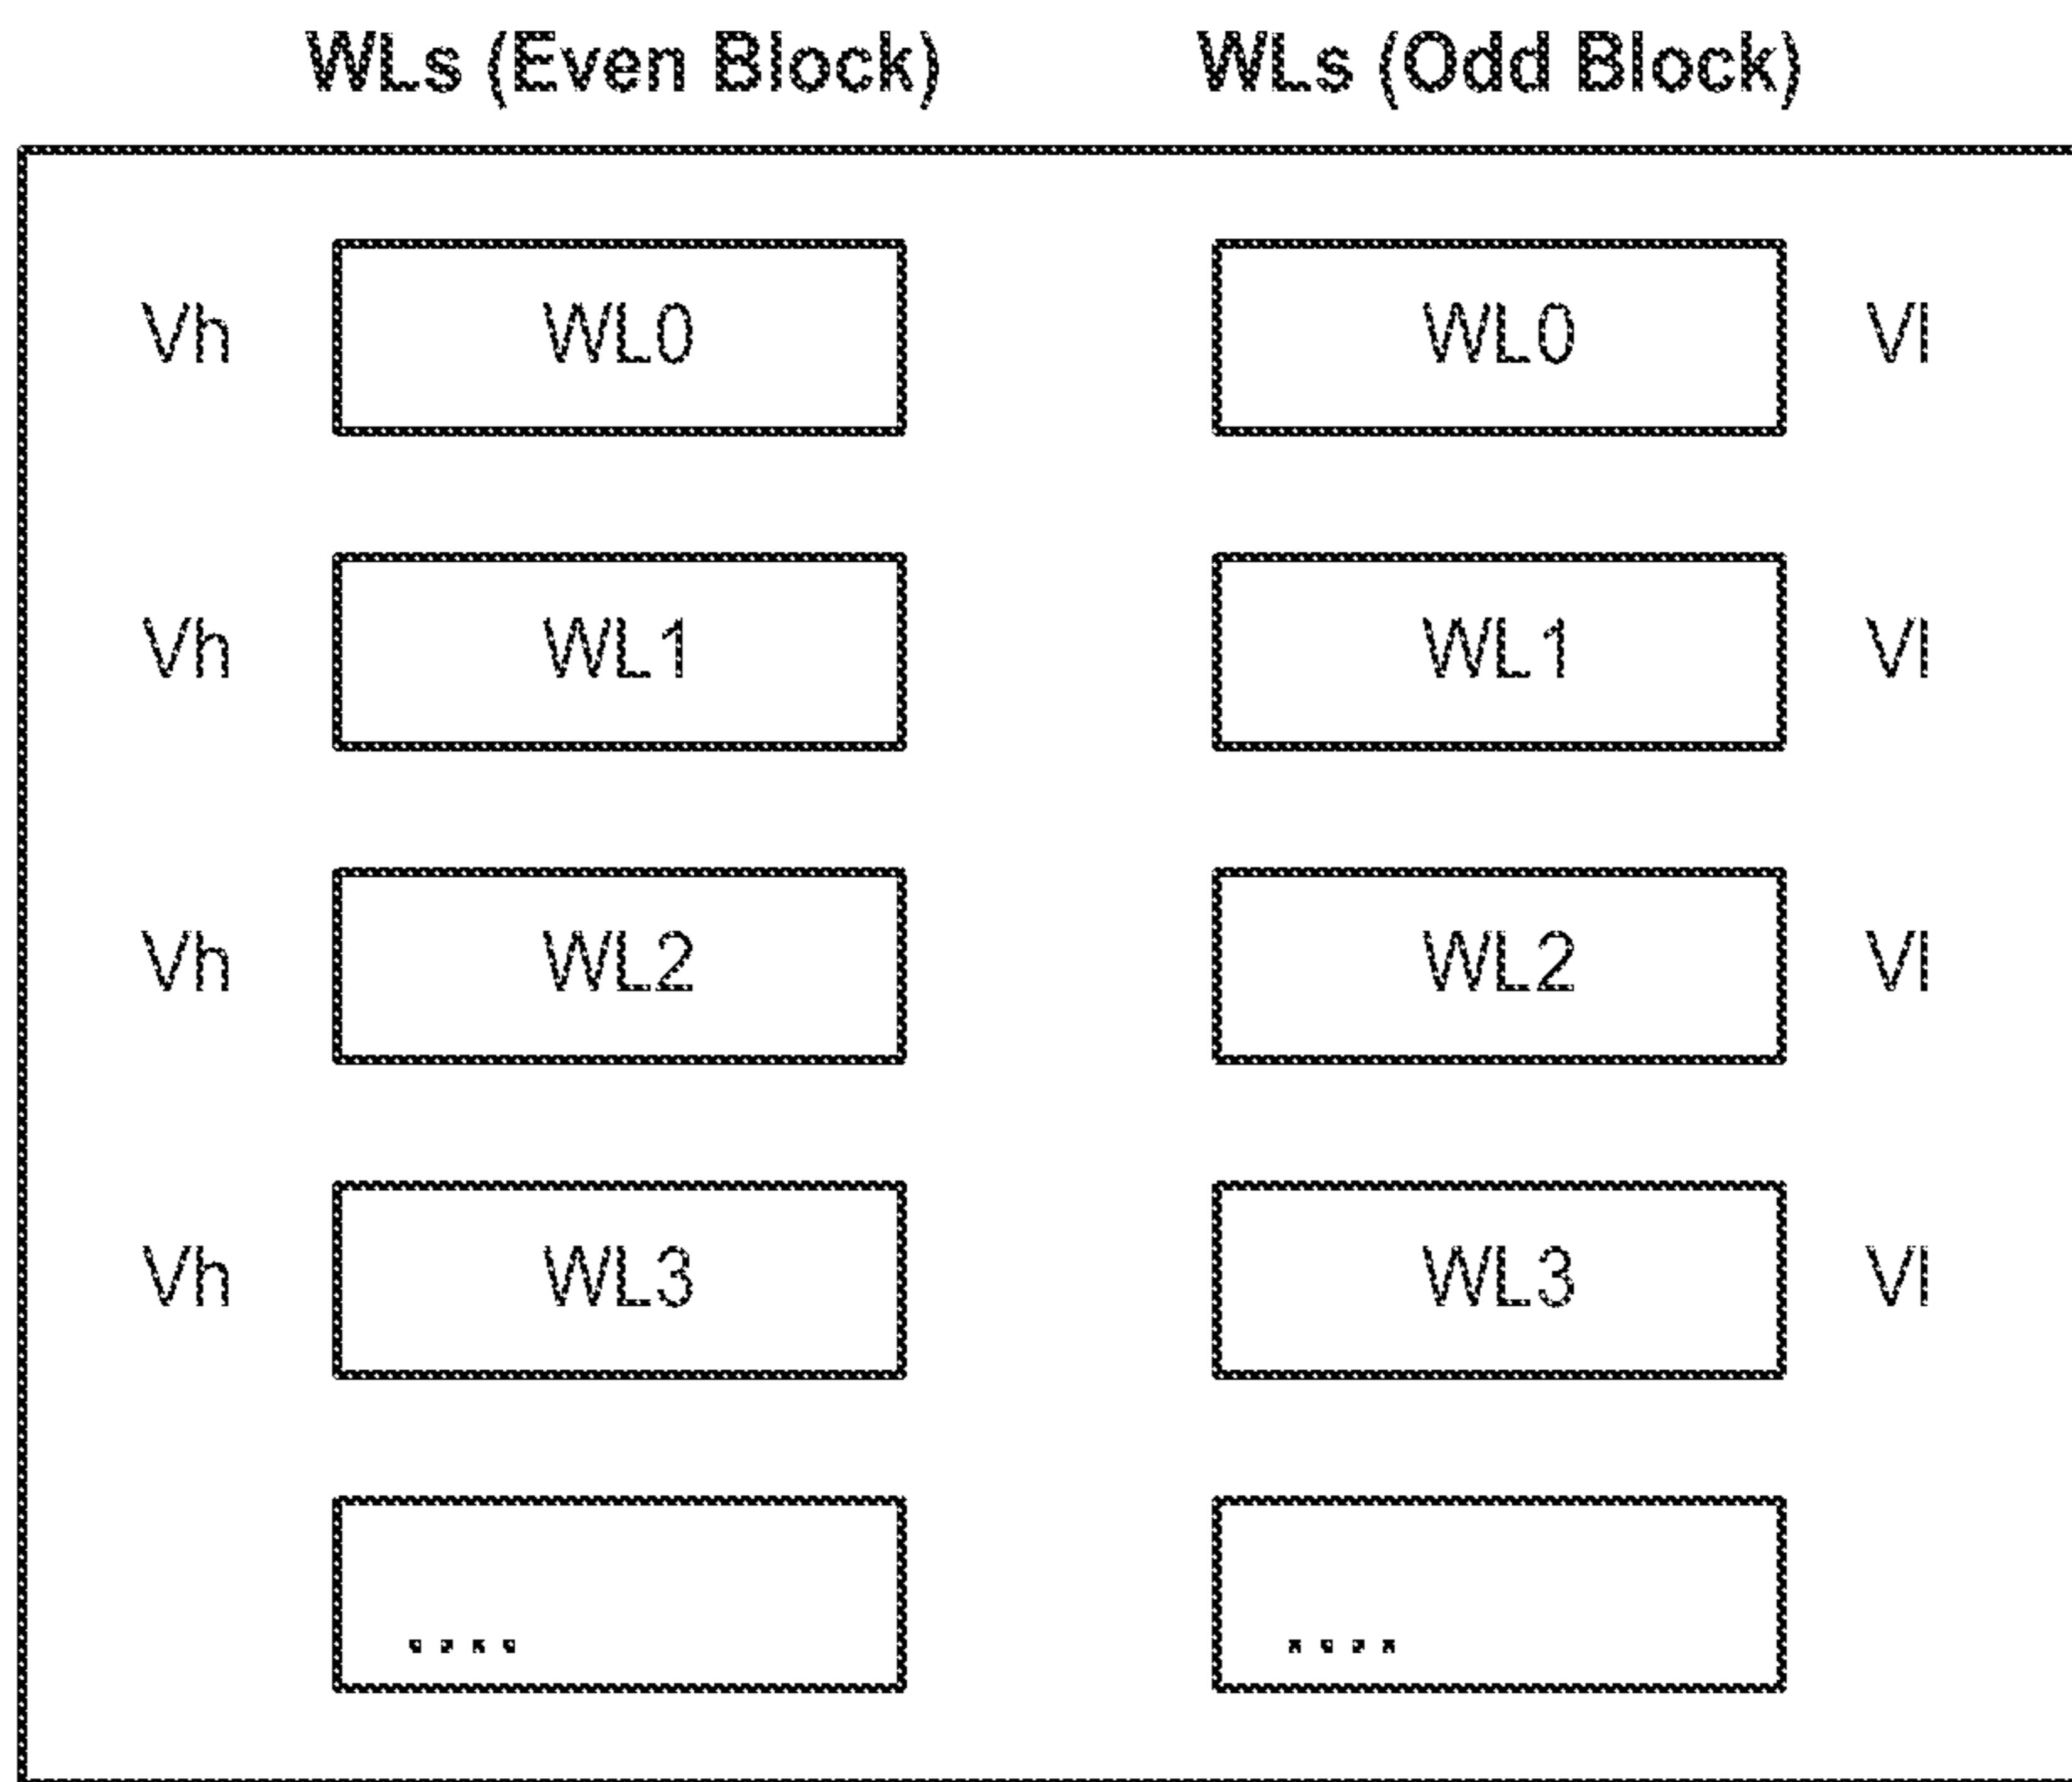 WLs (Even Block) WLs (Odd Block)
Vh WL0 WL0 Vl
Vh WL1 WL1 Vl
Vh WL2 WL2 Vl
Vh WL3 WL3 Vl
.... ....